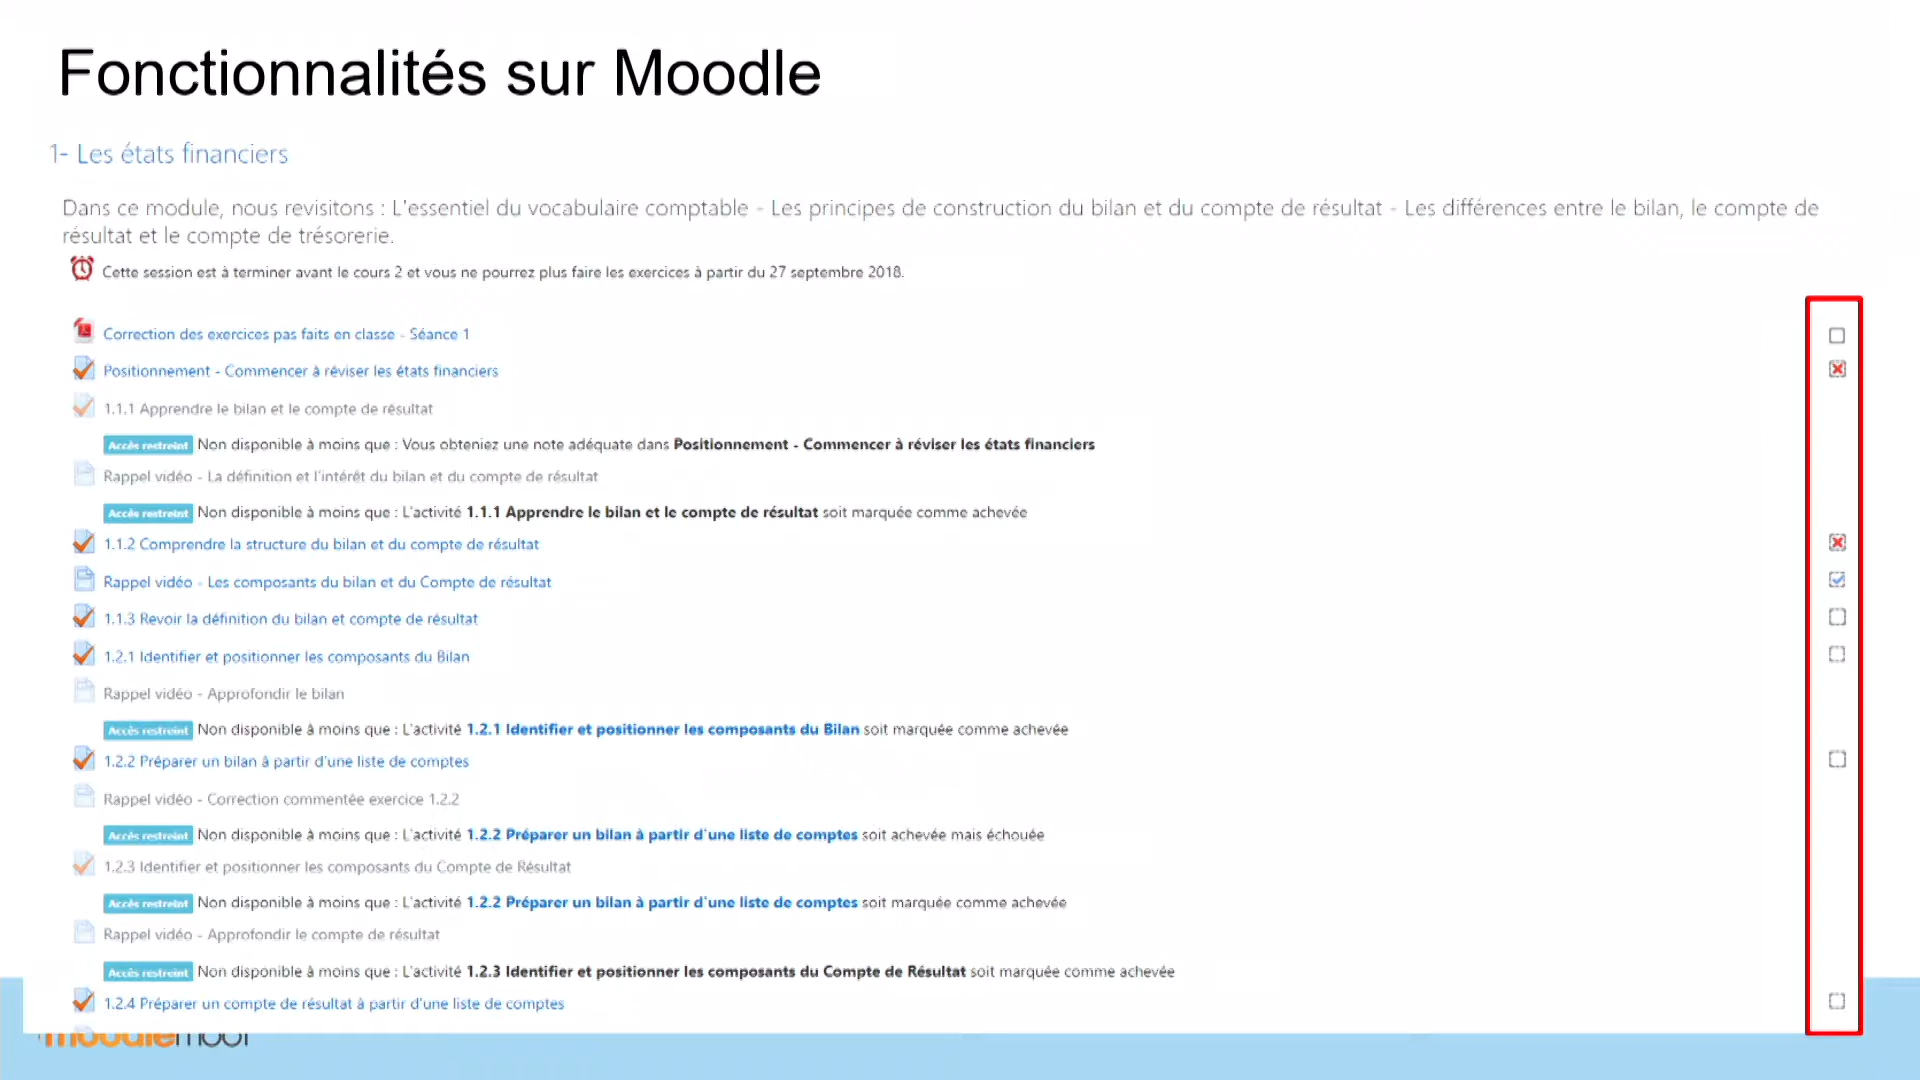 Fonctionnalités sur Moodle
1- Les états financiers
Dans ce module, nous revisitons : L'essentiel du vocabulaire comptable - Les principes de construction du bilan et du compte de résultat - Les différences entre le bilan, le compte de
résultat et le compte de trésorerie.
Cette session est à terminer avant le cours 2 et vous ne pourrez plus faire les exercices à partir du 27 septembre 2018.
Correction des exercices pas faits en classe - Séance 1
Positionnement - Commencer à réviser les états financiers
1.1.1 Apprendre le bilan et le compte de résultat
Accès restreint Non disponible à moins que : Vous obteniez une note adéquate dans Positionnement - Commencer à réviser les états financiers
Rappel vidéo - La définition et l'intérêt du bilan et du compte de résultat
Accès restreint Non disponible à moins que : L'activité 1.1.1 Apprendre le bilan et le compte de résultat soit marquée comme achevée
1.1.2 Comprendre la structure du bilan et du compte de résultat
Rappel vidéo - Les composants du bilan et du Compte de résultat
1.1.3 Revoir la définition du bilan et compte de résultat
1.2.1 Identifier et positionner les composants du Bilan
Rappel vidéo - Approfondir le bilan
Accès restreint Non disponible à moins que : L'activité 1.2.1 Identifier et positionner les composants du Bilan soit marquée comme achevée
1.2.2 Préparer un bilan à partir d'une liste de comptes
Rappel vidéo - Correction commentée exercice 1.2.2
Accès restreint Non disponible à moins que : L'activité 1.2.2 Préparer un bilan à partir d'une liste de comptes soit achevée mais échouée
1.2.3 Identifier et positionner les composants du Compte de Résultat
Accès restreint Non disponible à moins que : L'activité 1.2.2 Préparer un bilan à partir d'une liste de comptes soit marquée comme achevée
Rappel vidéo - Approfondir le compte de résultat
Accès restreint Non disponible à moins que : L'activité 1.2.3 Identifier et positionner les composants du Compte de Résultat soit marquée comme achevée
1.2.4 Préparer un compte de résultat à partir d'une liste de comptes
moodlemoot